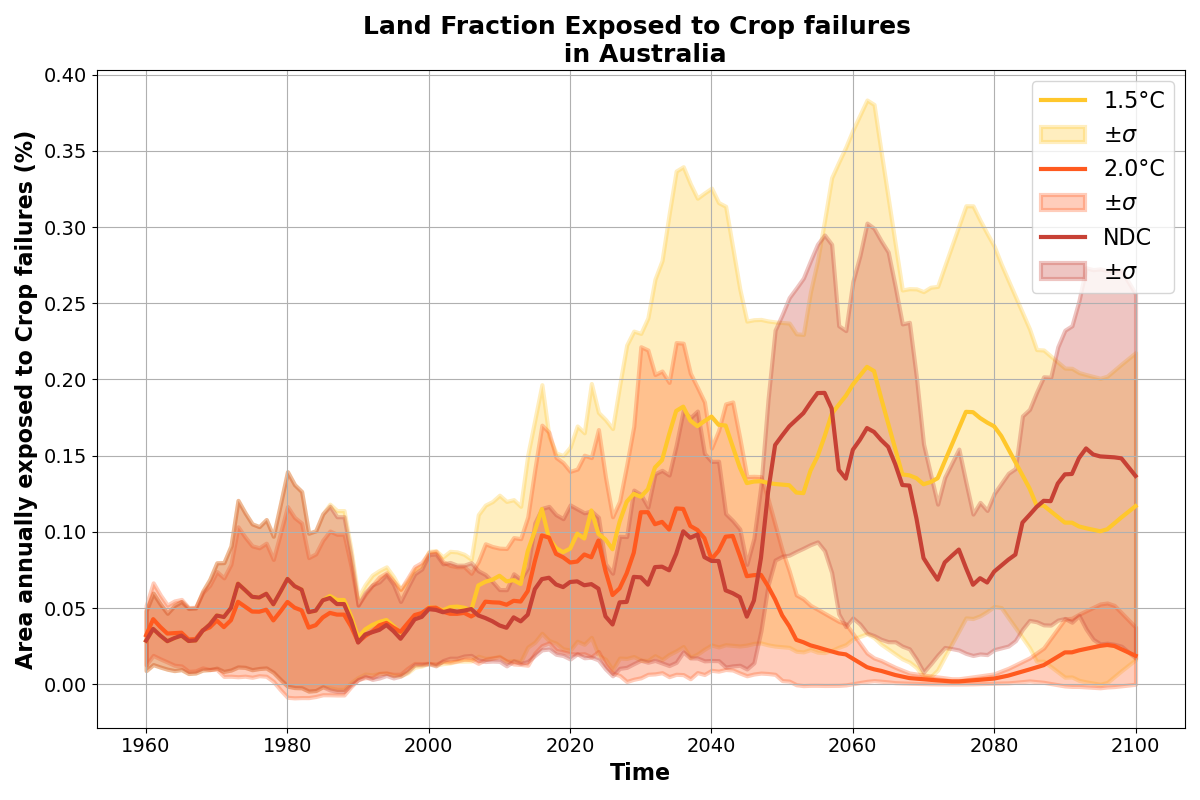 Land Fraction Exposed to Crop failures
in Australia
Area annually exposed to Crop failures (%)
0.40
0.35
0.30
0.25
0.20
0.15
0.10
0.05
0.00
1.5°C
±σ
2.0°C
±σ
NDC
±σ
1960 1980 2000 2020 2040 2060 2080 2100
Time